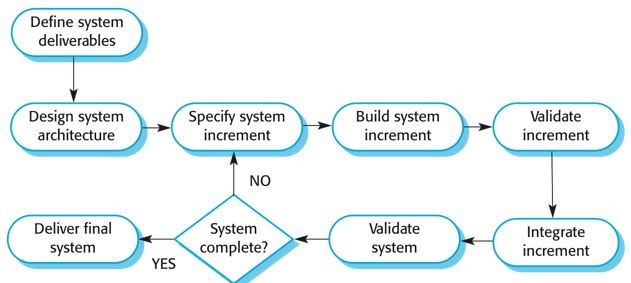 Define system
deliverables
Design system
architecture
Specify system
increment
Build system
increment
Validate
increment
NO
Deliver final
system
YES
System
complete?
Validate
system
Integrate
increment